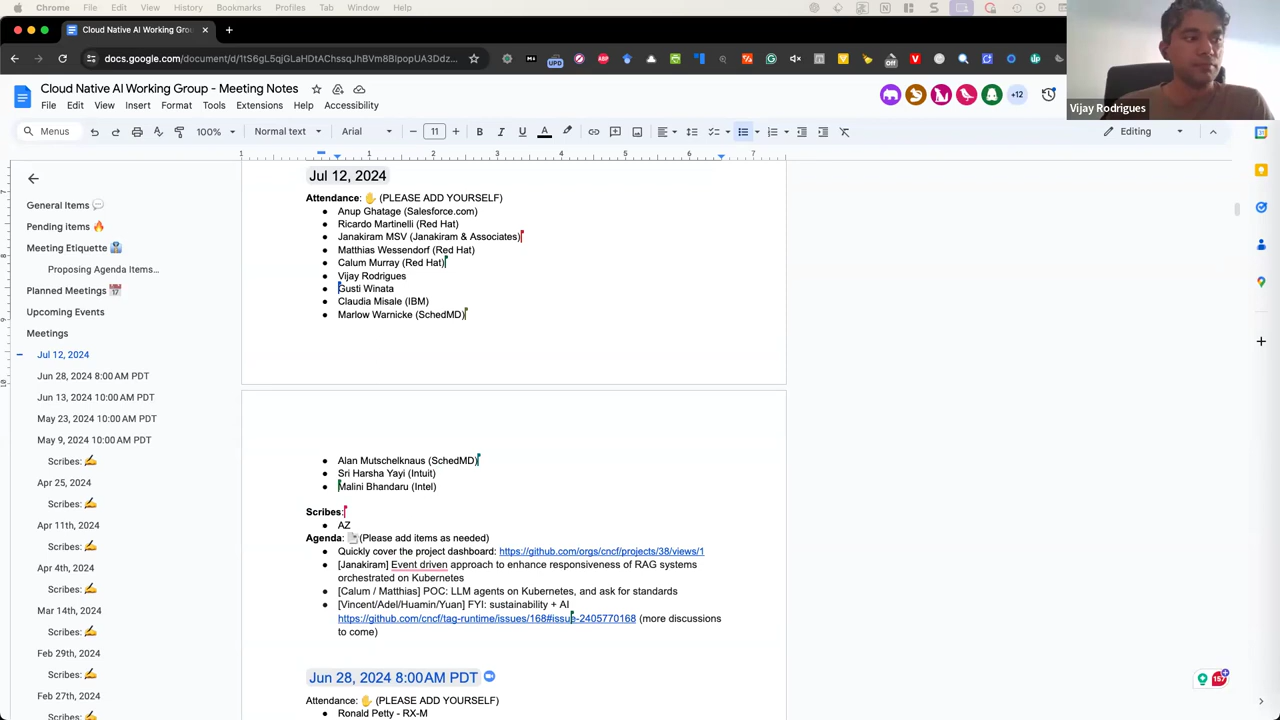 Chrome File Edit View History Bookmarks Profiles Tab Window Help
Cloud Native AI Working Grou
docs.google.com/document/d/1tS6gL5qjGLaHDtAChssqJhBVm8BIpopUA3Ddz...
Cloud Native AI Working Group - Meeting Notes
+12
File Edit View Insert Format Tools Extensions Help Accessibility
Vijay Rodrigues
Menus 100% Normal text Arial 11 Editing
1 1 2 3 4 5 6 7
Jul 12, 2024
Attendance: ✋ (PLEASE ADD YOURSELF)
Anup Ghatage (Salesforce.com)
Ricardo Martinelli (Red Hat)
Janakiram MSV (Janakiram & Associates)
Matthias Wessendorf (Red Hat)
Calum Murray (Red Hat)
Vijay Rodrigues
Gusti Winata
Claudia Misale (IBM)
Marlow Warnicke (SchedMD)
Alan Mutschelknaus (SchedMD)
Sri Harsha Yayi (Intuit)
Malini Bhandaru (Intel)
Scribes:
AZ
Agenda: (Please add items as needed)
Quickly cover the project dashboard: https://github.com/orgs/cncf/projects/38/views/1
[Janakiram] Event driven approach to enhance responsiveness of RAG systems
orchestrated on Kubernetes
[Calum / Matthias] POC: LLM agents on Kubernetes, and ask for standards
[Vincent/Adel/Huamin/Yuan] FYI: sustainability + AI
https://github.com/cncf/tag-runtime/issues/168#issue-2405770168 (more discussions
to come)
Jun 28, 2024 8:00 AM PDT
Attendance: ✋ (PLEASE ADD YOURSELF)
Ronald Petty - RX-M
General Items 💬
Pending items 🔥
Meeting Etiquette
Proposing Agenda Items...
Planned Meetings 📅
Upcoming Events
Meetings
Jul 12, 2024
Jun 28, 2024 8:00 AM PDT
Jun 13, 2024 10:00 AM PDT
May 23, 2024 10:00 AM PDT
May 9, 2024 10:00 AM PDT
Scribes: ✍️
Apr 25, 2024
Scribes: ✍️
Apr 11th, 2024
Scribes: ✍️
Apr 4th, 2024
Scribes: ✍️
Mar 14th, 2024
Scribes: ✍️
Feb 29th, 2024
Scribes: ✍️
Feb 27th, 2024
Scribes: ✍️
157